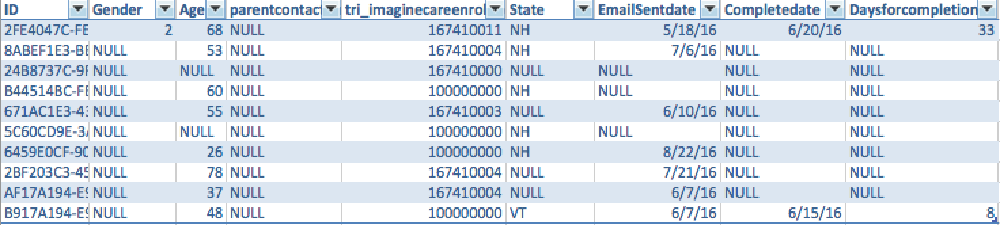 ID Gender Age parentcontact tri_imaginecareenrol State EmailSentdate Completedate Daysforcompletion
2FE4047C-FE 2 68 NULL 167410011 NH 5/18/16 6/20/16 33
8ABEF1E3-BE NULL 53 NULL 167410004 NH 7/6/16 NULL NULL
24B8737C-9F NULL NULL NULL 167410000 NULL NULL NULL NULL
B44514BC-FE NULL 60 NULL 100000000 NH NULL NULL NULL
671AC1E3-43 NULL 55 NULL 167410003 NULL 6/10/16 NULL NULL
5C60CD9E-3A NULL NULL NULL 100000000 NH NULL NULL NULL
6459E0CF-90 NULL 26 NULL 100000000 NH 8/22/16 NULL NULL
2BF203C3-45 NULL 78 NULL 167410004 NULL 7/21/16 NULL NULL
AF17A194-E9 NULL 37 NULL 167410004 NULL 6/7/16 NULL NULL
B917A194-E9 NULL 48 NULL 100000000 VT 6/7/16 6/15/16 8